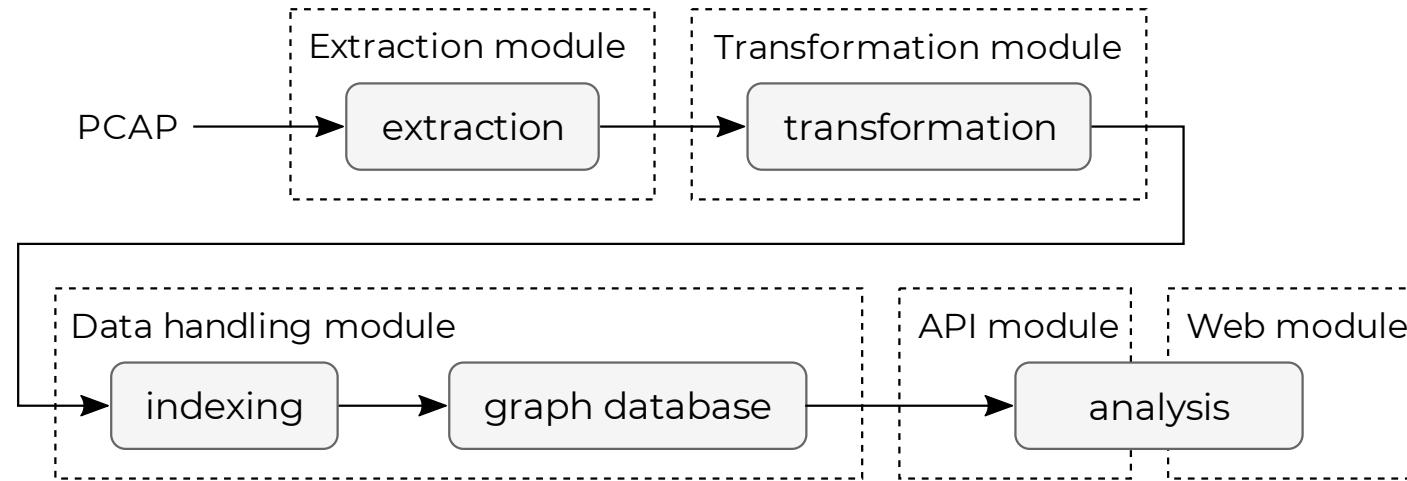 Extraction module
Transformation module
PCAP
extraction
transformation
Data handling module
API module
Web module
indexing
graph database
analysis